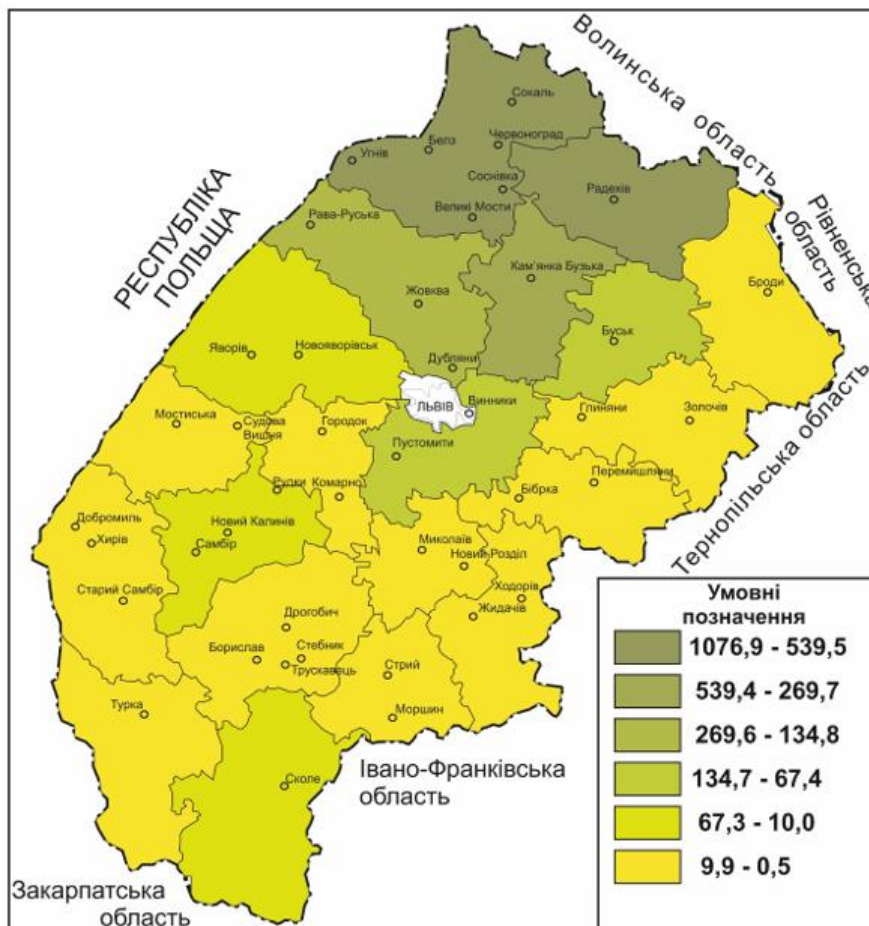 Волинська область
Сокаль
Белз
Червоноград
Угнів
Соснівка
Радехів
Великі Мости
РЕСПУБЛІКА
ПОЛЬЩА
Рівненська
область
Рава-Руська
Кам'янка Бузька
Жовква
Броди
Буськ
Яворів
Новояворівськ
Дубляни
ЛЬВІВ
Винники
Мостиська
Судова
Вишня
Городок
Глиняни
Золочів
Пустомити
Тернопільська область
Рудки
Комарно
Бібрка
Перемишляни
Добромиль
Хирів
Новий Калинів
Самбір
Миколаїв
Новий Розділ
Старий Самбір
Ходорів
Жидачів
Дрогобич
Борислав
Стебник
Трускавець
Стрий
Моршин
Турка
Сколе
Івано-Франківська
область
Закарпатська
область
Умовні
позначення
1076,9 - 539,5
539,4 - 269,7
269,6 - 134,8
134,7 - 67,4
67,3 - 10,0
9,9 - 0,5